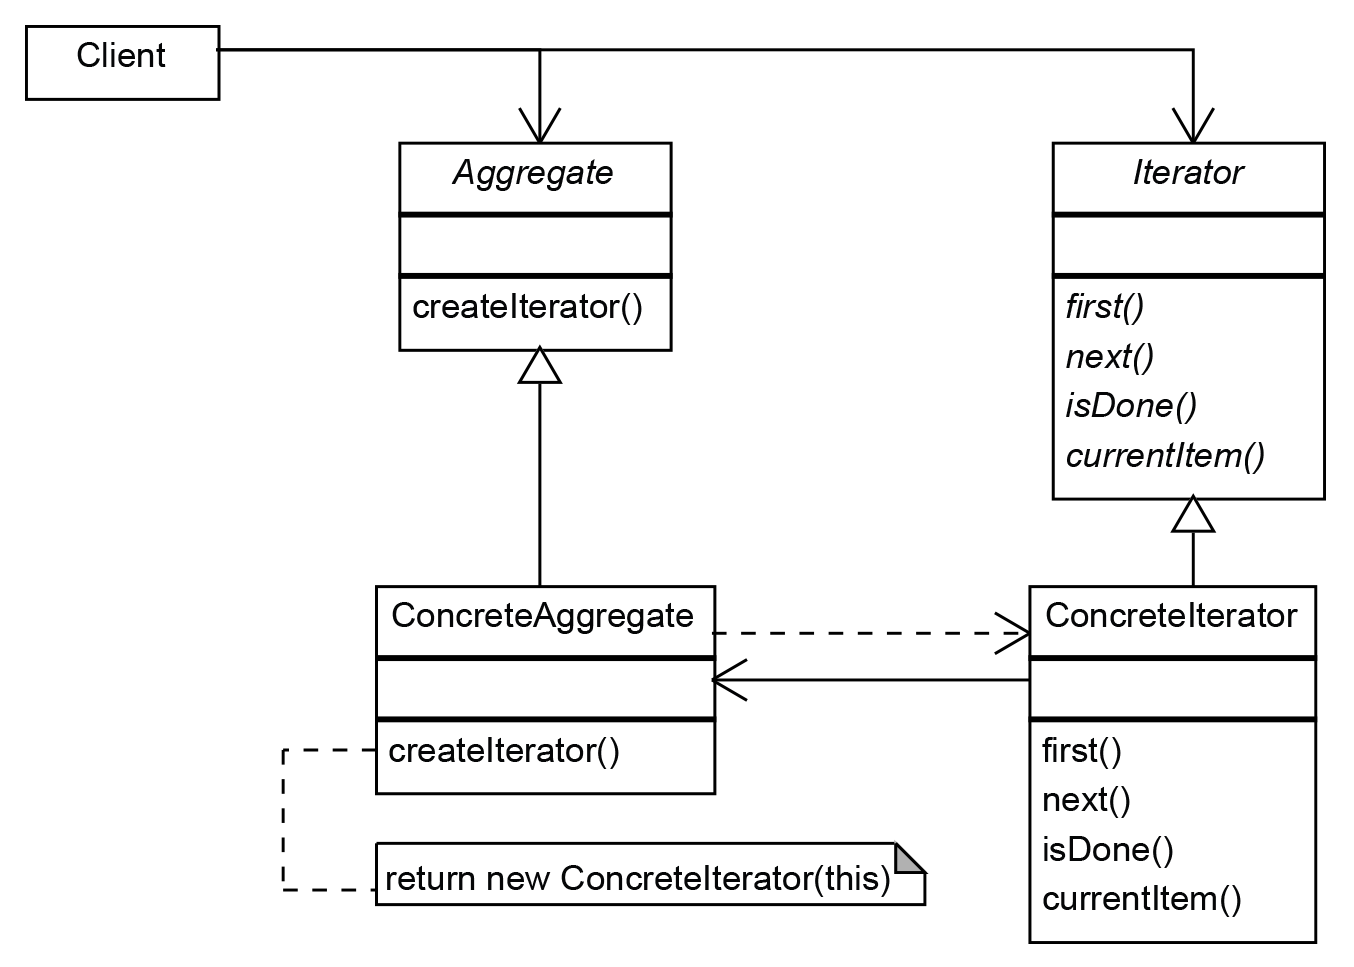 Client
Aggregate
createIterator()
Iterator
first()
next()
isDone()
currentItem()
ConcreteAggregate
createIterator()
return new ConcreteIterator(this)
ConcreteIterator
first()
next()
isDone()
currentItem()